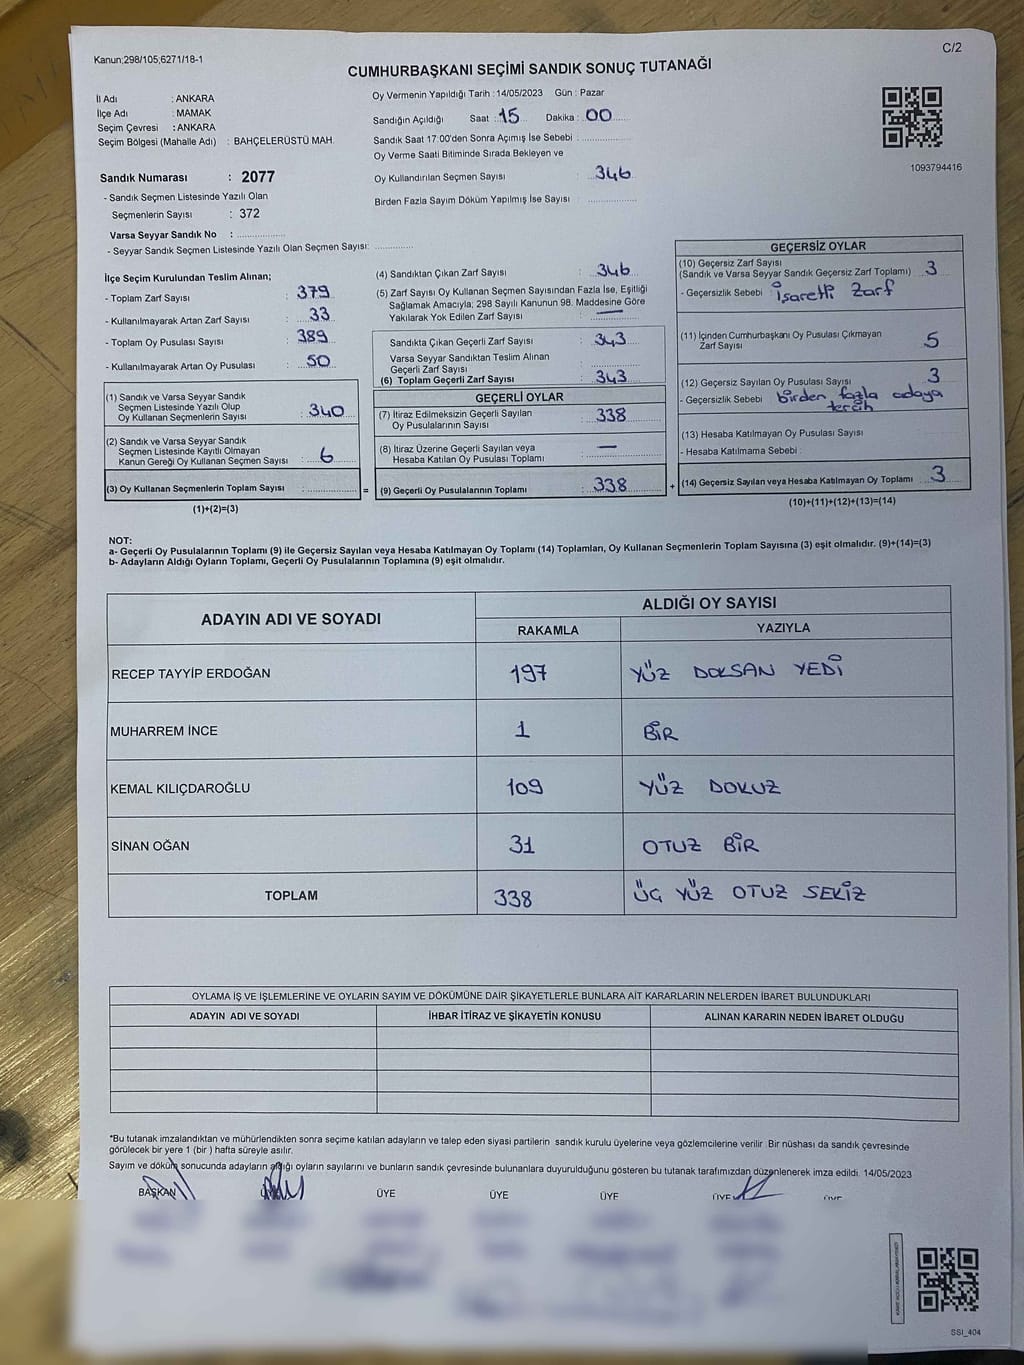 Kanun;298/105,6271/18-1
C/2
CUMHURBAŞKANI SEÇİMİ SANDIK SONUÇ TUTANAĞI
İl Adı : ANKARA
İlçe Adı : MAMAK
Seçim Çevresi : ANKARA
Seçim Bölgesi (Mahalle Adı) : BAHÇELERÜSTÜ MAH.
Oy Vermenin Yapıldığı Tarih : 14/05/2023 Gün : Pazar
Sandığın Açıldığı Saat : 15 Dakika : 00
Sandık Saat 17:00'den Sonra Açımış İse Sebebi :
Oy Verme Saati Bitiminde Sırada Bekleyen ve
Oy Kullandırılan Seçmen Sayısı : 346
Birden Fazla Sayım Döküm Yapılmış İse Sayısı :
1093794416
Sandık Numarası : 2077
- Sandık Seçmen Listesinde Yazılı Olan
Seçmenlerin Sayısı : 372
Varsa Seyyar Sandık No :
- Seyyar Sandık Seçmen Listesinde Yazılı Olan Seçmen Sayısı:
İlçe Seçim Kurulundan Teslim Alınan;
- Toplam Zarf Sayısı : 379
- Kullanılmayarak Artan Zarf Sayısı : 33
- Toplam Oy Pusulası Sayısı : 389
- Kullanılmayarak Artan Oy Pusulası : 50
(1) Sandık ve Varsa Seyyar Sandık
Seçmen Listesinde Yazılı Olup
Oy Kullanan Seçmenlerin Sayısı : 340
(2) Sandık ve Varsa Seyyar Sandık
Seçmen Listesinde Kayıtlı Olmayan
Kanun Gereği Oy Kullanan Seçmen Sayısı : 6
(3) Oy Kullanan Seçmenlerin Toplam Sayısı :
(1)+(2)=(3)
=
(4) Sandıktan Çıkan Zarf Sayısı : 346
(5) Zarf Sayısı Oy Kullanan Seçmen Sayısından Fazla İse, Eşitliği
Sağlamak Amacıyla; 298 Sayılı Kanunun 98. Maddesine Göre
Yakılarak Yok Edilen Zarf Sayısı : —
Sandıkta Çıkan Geçerli Zarf Sayısı : 343
Varsa Seyyar Sandıktan Teslim Alınan
Geçerli Zarf Sayısı :
(6) Toplam Geçerli Zarf Sayısı : 343
GEÇERLİ OYLAR
(7) İtiraz Edilmeksizin Geçerli Sayılan
Oy Pusulalarının Sayısı : 338
(8) İtiraz Üzerine Geçerli Sayılan veya
Hesaba Katılan Oy Pusulası Toplamı : —
(9) Geçerli Oy Pusulalarının Toplamı : 338
+
GEÇERSİZ OYLAR
(10) Geçersiz Zarf Sayısı
(Sandık ve Varsa Seyyar Sandık Geçersiz Zarf Toplamı) : 3
- Geçersizlik Sebebi : işaretli Zarf
(11) İçinden Cumhurbaşkanı Oy Pusulası Çıkmayan
Zarf Sayısı 5
(12) Geçersiz Sayılan Oy Pusulası Sayısı : 3
- Geçersizlik Sebebi birden fazla adaya
tercih
(13) Hesaba Katılmayan Oy Pusulası Sayısı :
- Hesaba Katılmama Sebebi :
(14) Geçersiz Sayılan veya Hesaba Katılmayan Oy Toplamı : 3
(10)+(11)+(12)+(13)=(14)
NOT:
a- Geçerli Oy Pusulalarının Toplamı (9) ile Geçersiz Sayılan veya Hesaba Katılmayan Oy Toplamı (14) Toplamları, Oy Kullanan Seçmenlerin Toplam Sayısına (3) eşit olmalıdır. (9)+(14)=(3)
b- Adayların Aldığı Oyların Toplamı, Geçerli Oy Pusulalarının Toplamına (9) eşit olmalıdır.
ADAYIN ADI VE SOYADI
ALDIĞI OY SAYISI
RAKAMLA YAZIYLA
RECEP TAYYİP ERDOĞAN 197 YÜZ DOKSAN YEDİ
MUHARREM İNCE 1 BİR
KEMAL KILIÇDAROĞLU 109 YÜZ DOKUZ
SİNAN OĞAN 31 OTUZ BİR
TOPLAM 338 ÜÇ YÜZ OTUZ SEKİZ
OYLAMA İŞ VE İŞLEMLERİNE VE OYLARIN SAYIM VE DÖKÜMÜNE DAİR ŞİKAYETLERLE BUNLARA AİT KARARLARIN NELERDEN İBARET BULUNDUKLARI
ADAYIN ADI VE SOYADI İHBAR İTİRAZ VE ŞİKAYETİN KONUSU ALINAN KARARIN NEDEN İBARET OLDUĞU
*Bu tutanak imzalandıktan ve mühürlendikten sonra seçime katılan adayların ve talep eden siyasi partilerin sandık kurulu üyelerine veya gözlemcilerine verilir. Bir nüshası da sandık çevresinde
görülecek bir yere 1 (bir ) hafta süreyle asılır.
Sayım ve döküm sonucunda adayların aldığı oyların sayılarını ve bunların sandık çevresinde bulunanlara duyurulduğunu gösteren bu tutanak tarafımızdan düzenlenerek imza edildi. 14/05/2023
BAŞKAN ÜYE ÜYE ÜYE ÜYE ÜYE
SSI_404